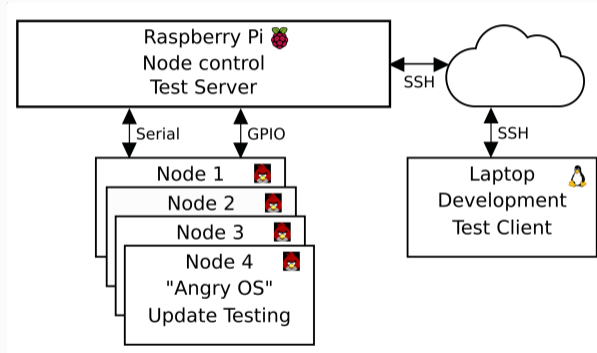 Raspberry Pi
Node control
Test Server
SSH
Serial
GPIO
SSH
Node 1
Node 2
Node 3
Node 4
"Angry OS"
Update Testing
Laptop
Development
Test Client